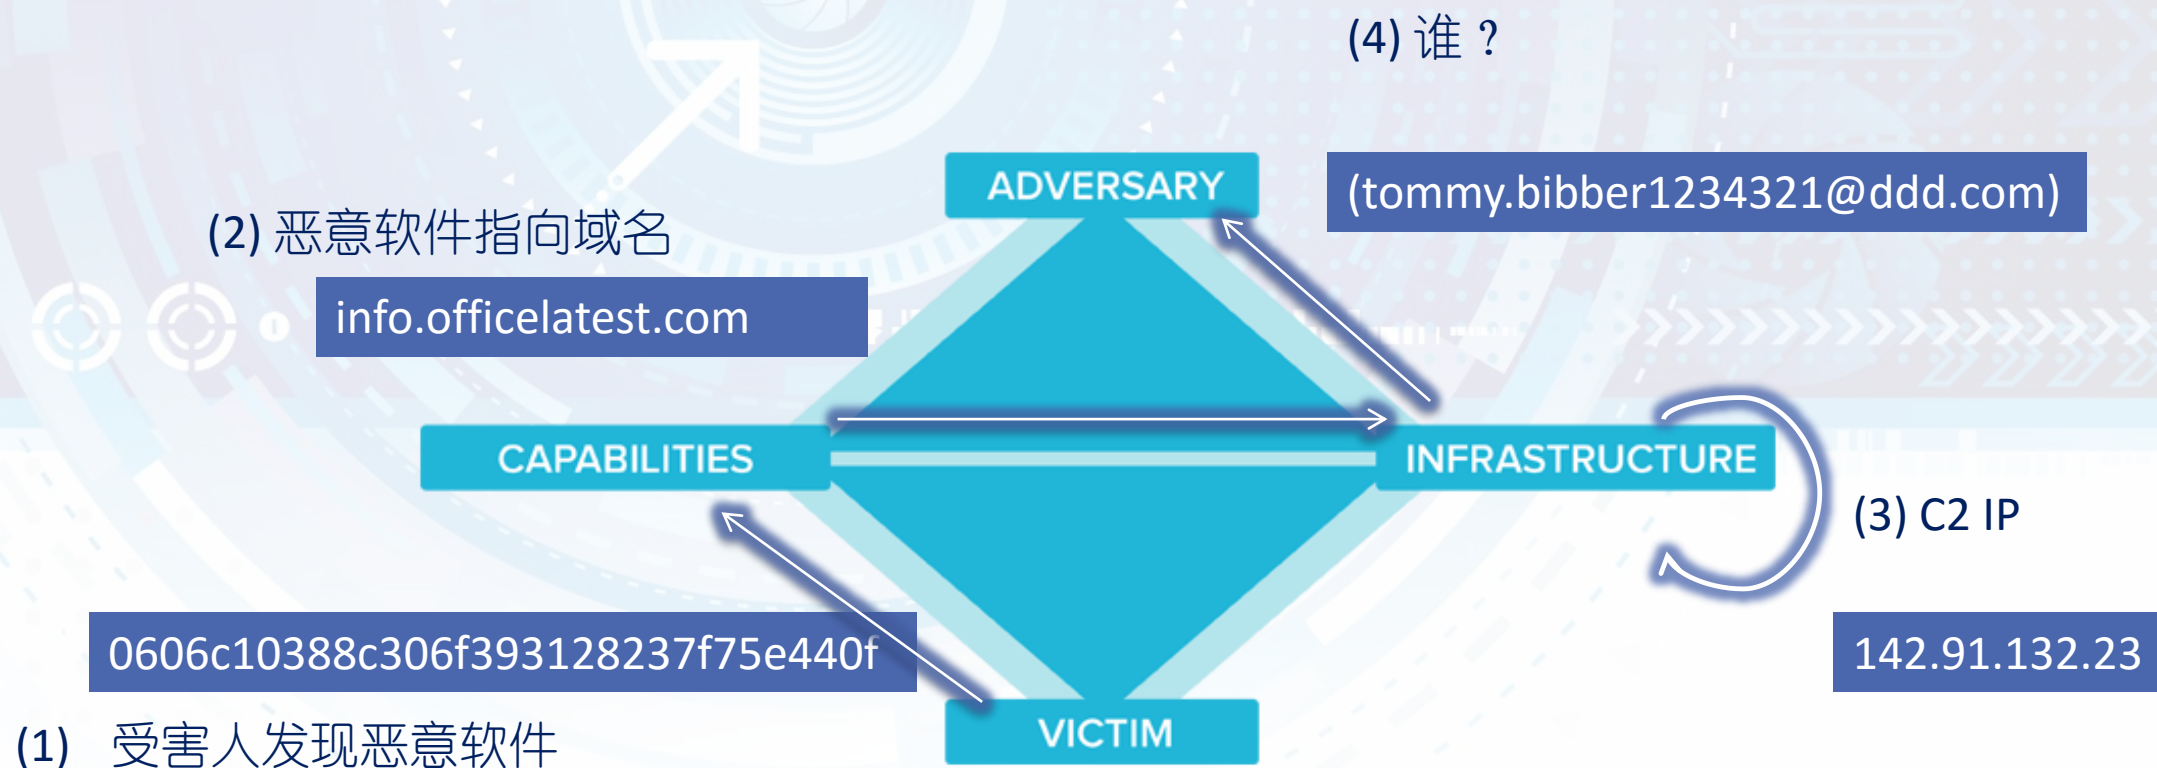 (4) 谁？
ADVERSARY
(tommy.bibber1234321@ddd.com)
(2) 恶意软件指向域名
info.officelatest.com
CAPABILITIES
INFRASTRUCTURE
(3) C2 IP
0606c10388c306f393128237f75e440f
142.91.132.23
(1) 受害人发现恶意软件
VICTIM